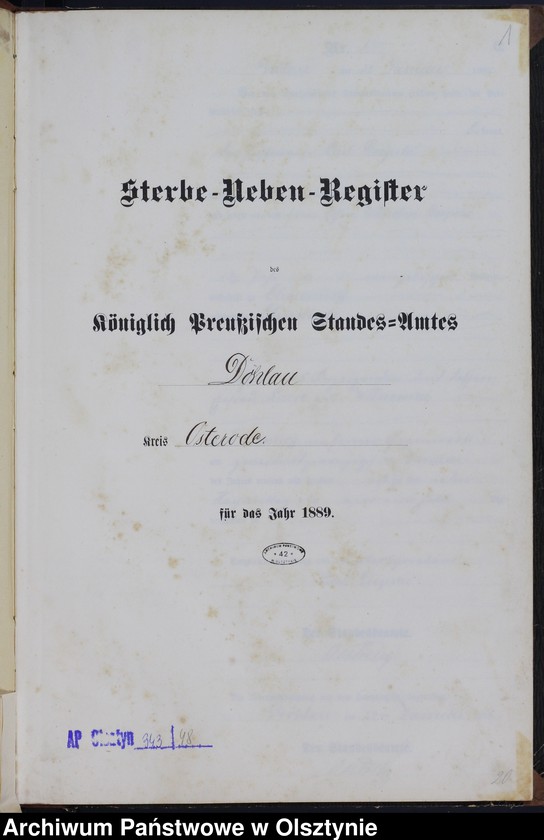 1
Sterbe-Neben-Register
des
Königlich Preußischen Standes-Amtes
Döhlau
Kreis Osterode.
für das Jahr 1889.
42
AP Olsztyn 343/48
Archiwum Państwowe w Olsztynie